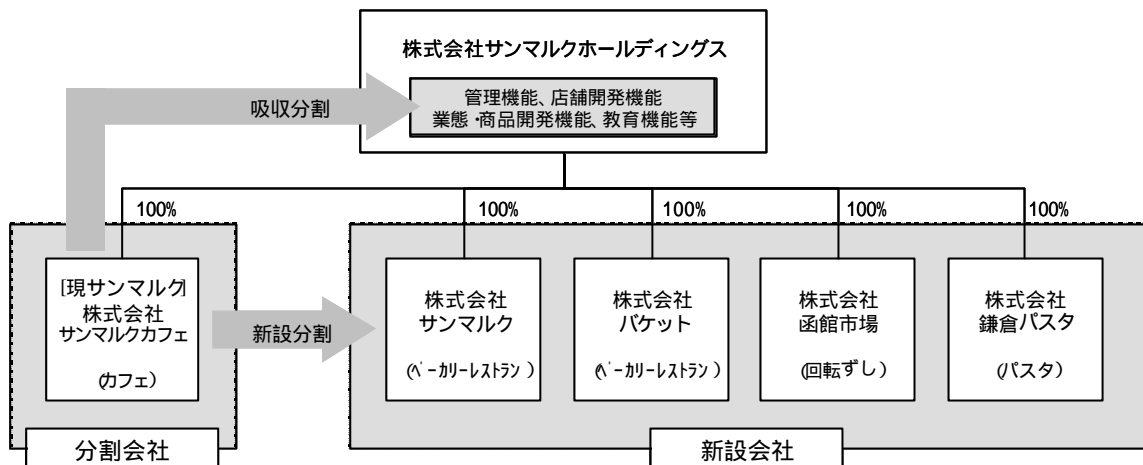 株式会社サンマルクホールディングス
管理機能、店舗開発機能
業態・商品開発機能、教育機能等
吸収分割
100%
100%
100%
100%
100%
[現サンマルク]
株式会社
サンマルクカフェ
(カフェ)
新設分割
株式会社
サンマルク
(ﾍﾞｰｶﾘｰﾚｽﾄﾗﾝ)
株式会社
バケット
(ﾍﾞｰｶﾘｰﾚｽﾄﾗﾝ)
株式会社
函館市場
(回転ずし)
株式会社
鎌倉パスタ
(パスタ)
分割会社
新設会社